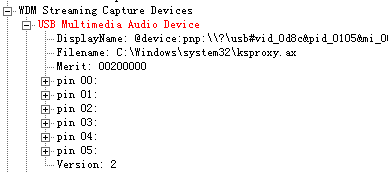 WDM Streaming Capture Devices
USB Multimedia Audio Device
DisplayName: @device:pnp:\\?\usb#vid_0d8c&pid_0105&mi_0
Filename: C:\Windows\system32\ksproxy.ax
Merit: 00200000
pin 00:
pin 01:
pin 02:
pin 03:
pin 04:
pin 05:
Version: 2